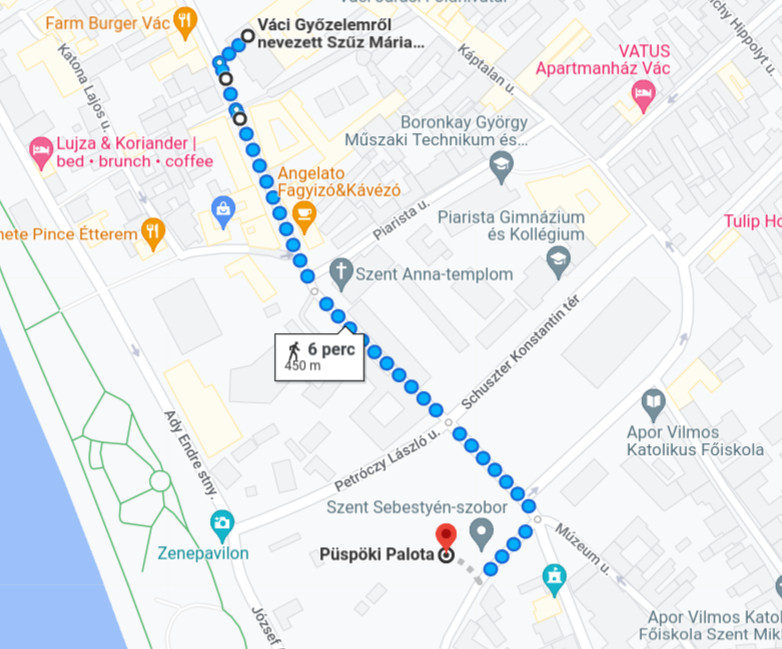 Váci Székesegyház
Farm Burger Vác
Váci Győzelemről
nevezett Szűz Mária...
Katona Lajos u.
Káptalan u.
VATUS
Apartmanház Vác
Boronkay György
Műszaki Technikum és...
Lujza & Koriander |
bed • brunch • coffee
Angelato
Fagyizó&Kávézó
Piarista u.
Piarista Gimnázium
és Kollégium
Tulip Ho
nete Pince Étterem
Szent Anna-templom
6 perc
450 m
Schuszter Konstantin tér
Ady Endre stny.
Petróczy László u.
Apor Vilmos
Katolikus Főiskola
Szent Sebestyén-szobor
Zenepavilon
Püspöki Palota
Múzeum u.
József
Apor Vilmos Katol
Főiskola Szent Mik